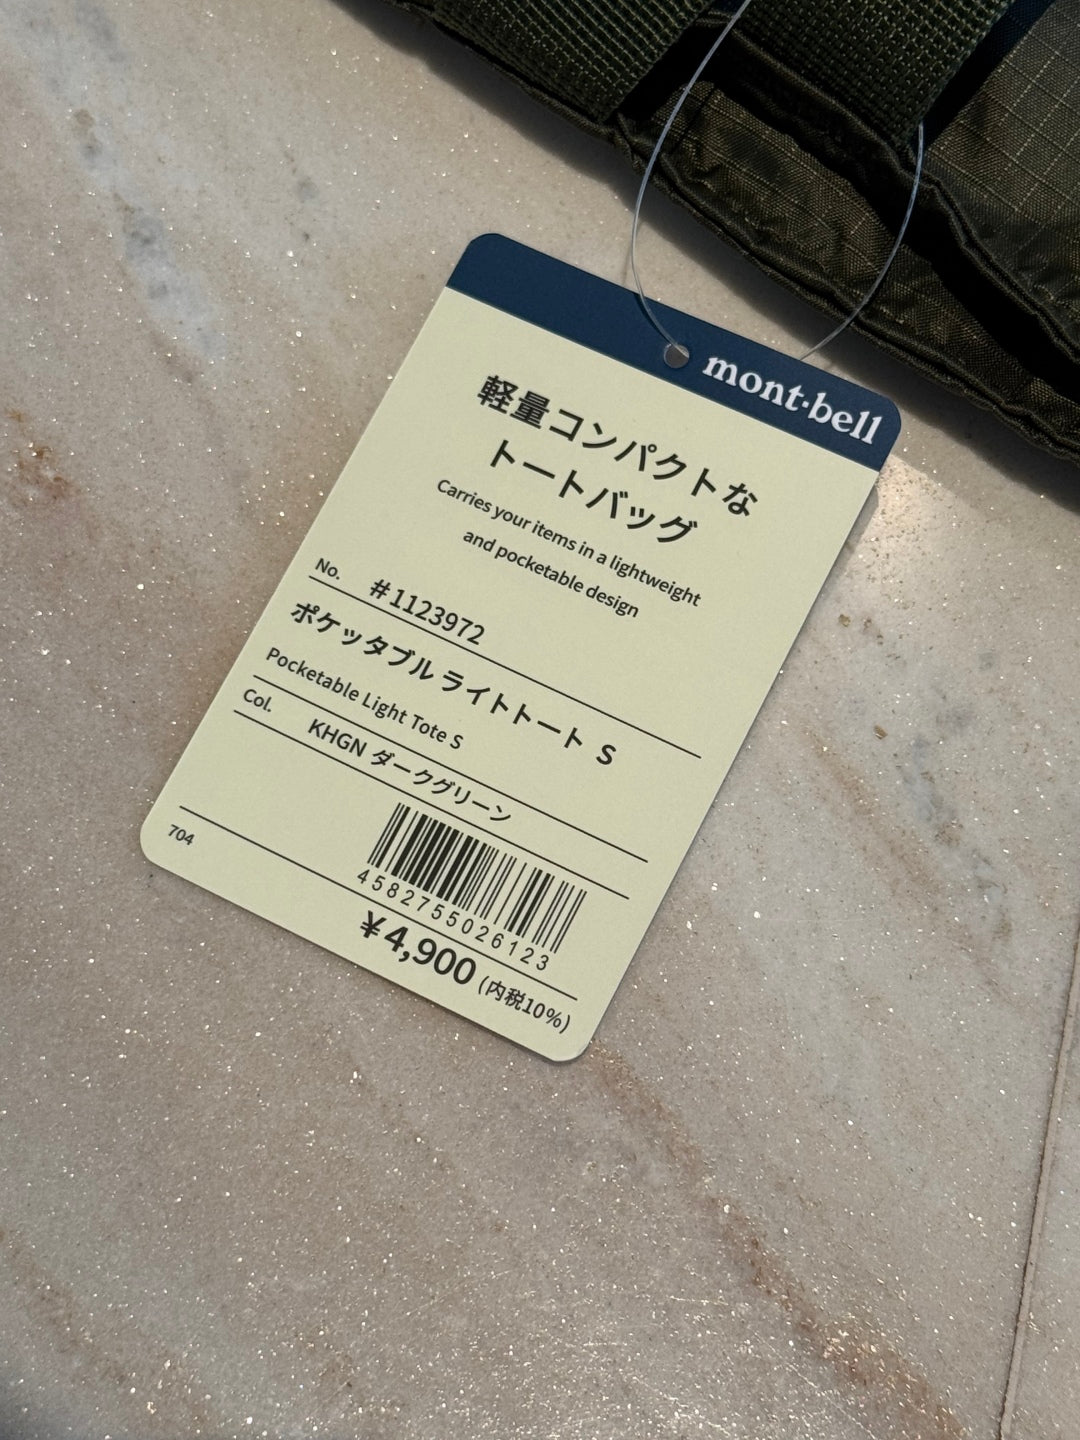 mont·bell
軽量コンパクトな
トートバッグ
Carries your items in a lightweight
and pocketable design
No. #1123972
ポケッタブル ライトトート S
Pocketable Light Tote S
Col. KHGN ダークグリーン
4582755026123
704
¥4,900 (内税10%)